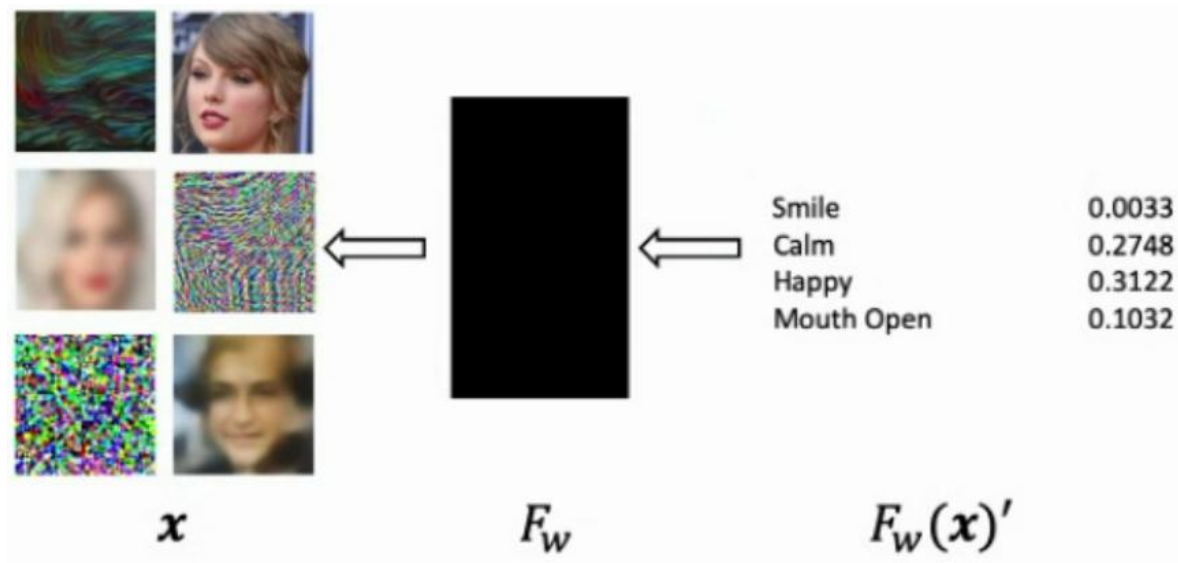 Smile 0.0033
Calm 0.2748
Happy 0.3122
Mouth Open 0.1032
x F_w F_w(x)′